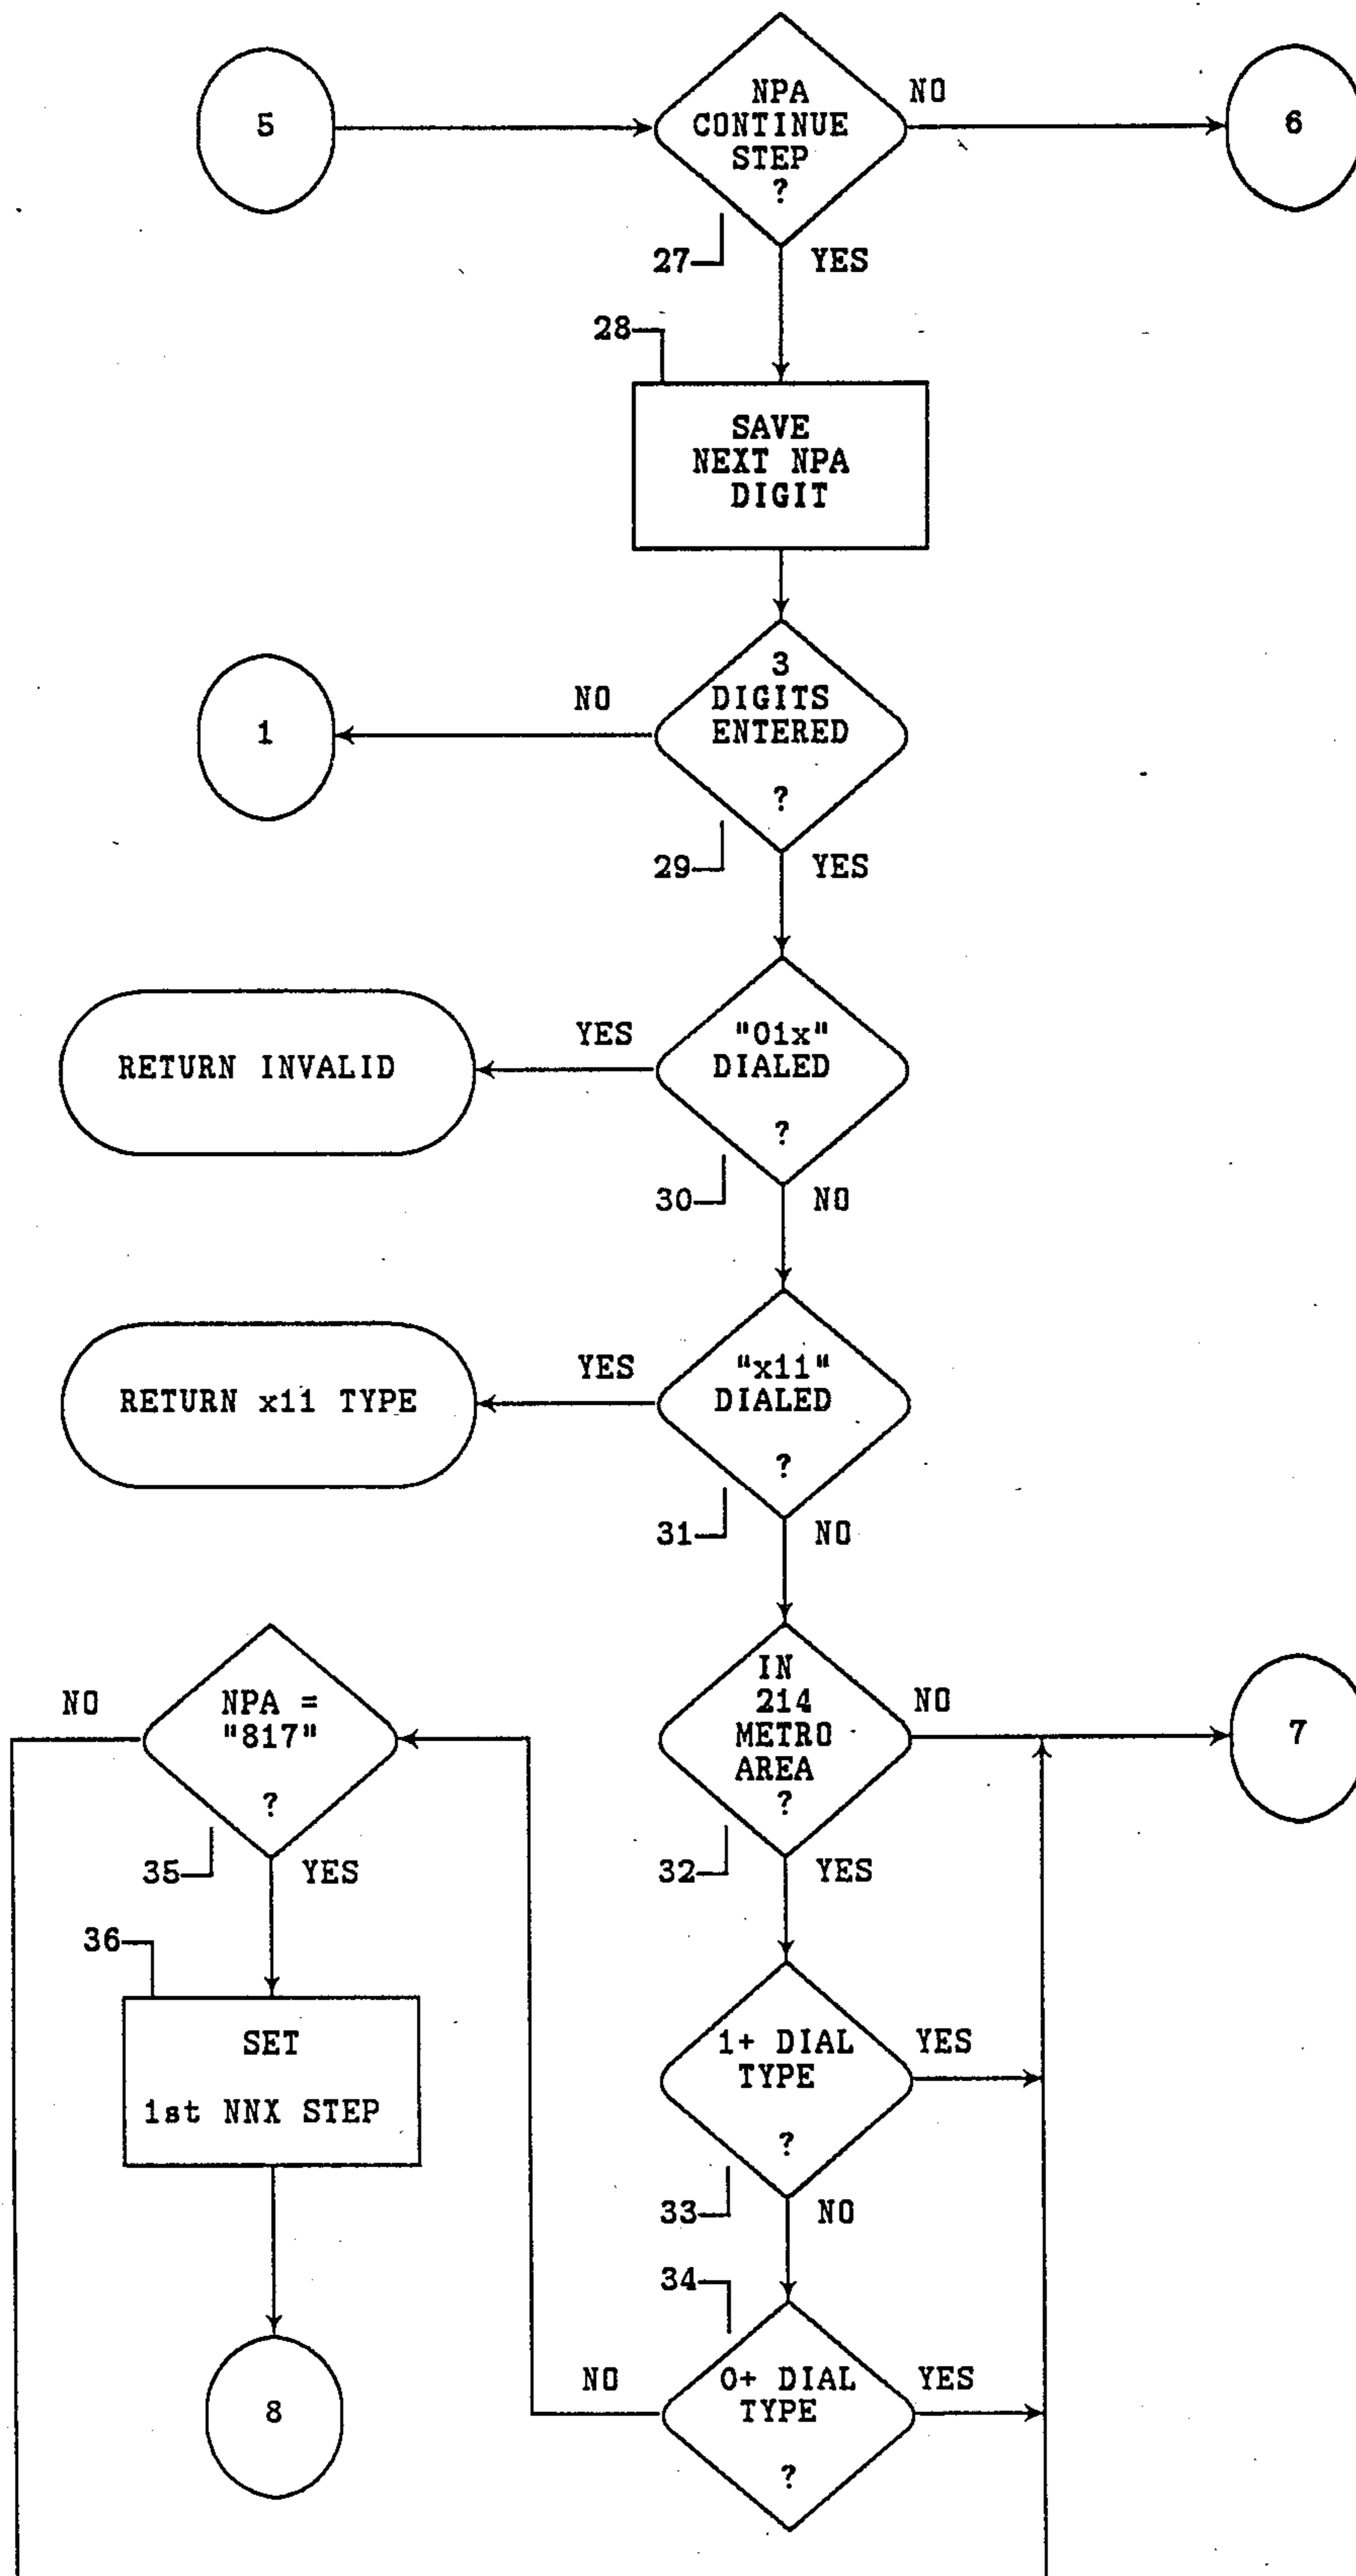 5
NPA
CONTINUE
STEP
?
NO
6
27
YES
28
SAVE
NEXT NPA
DIGIT
3
DIGITS
ENTERED
?
NO
1
29
YES
"01x"
DIALED
?
YES
RETURN INVALID
30
NO
"x11"
DIALED
?
YES
RETURN x11 TYPE
31
NO
IN
214
METRO
AREA
?
NO
7
32
YES
NO
NPA =
"817"
?
35
YES
36
SET
1st NNX STEP
8
1+ DIAL
TYPE
?
YES
33
NO
34
0+ DIAL
TYPE
?
NO
YES